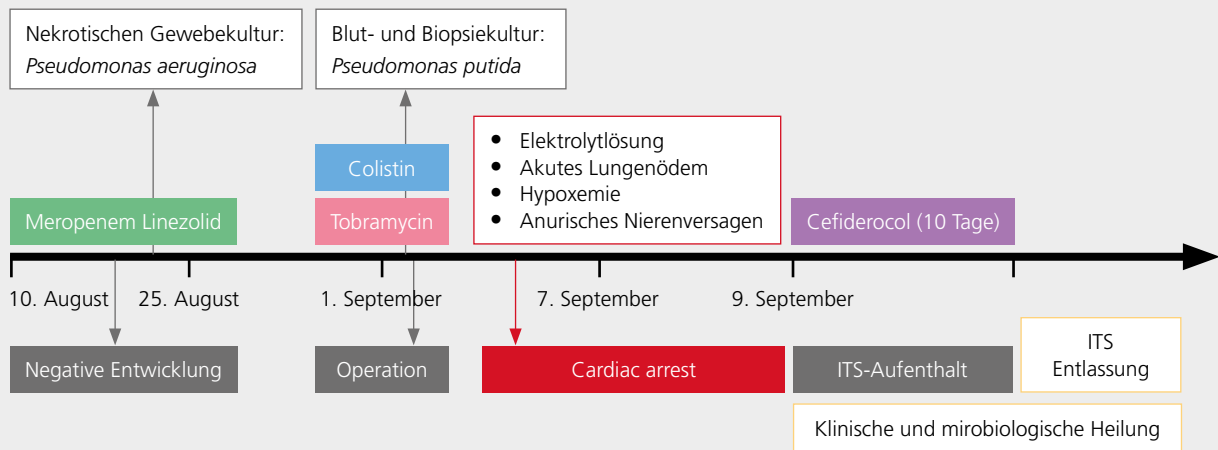 Nekrotischen Gewebekultur:
Pseudomonas aeruginosa
Blut- und Biopsiekultur:
Pseudomonas putida
• Elektrolytlösung
• Akutes Lungenödem
• Hypoxemie
• Anurisches Nierenversagen
Colistin
Meropenem Linezolid
Tobramycin
Cefiderocol (10 Tage)
10. August
25. August
1. September
7. September
9. September
Negative Entwicklung
Operation
Cardiac arrest
ITS-Aufenthalt
ITS
Entlassung
Klinische und mirobiologische Heilung